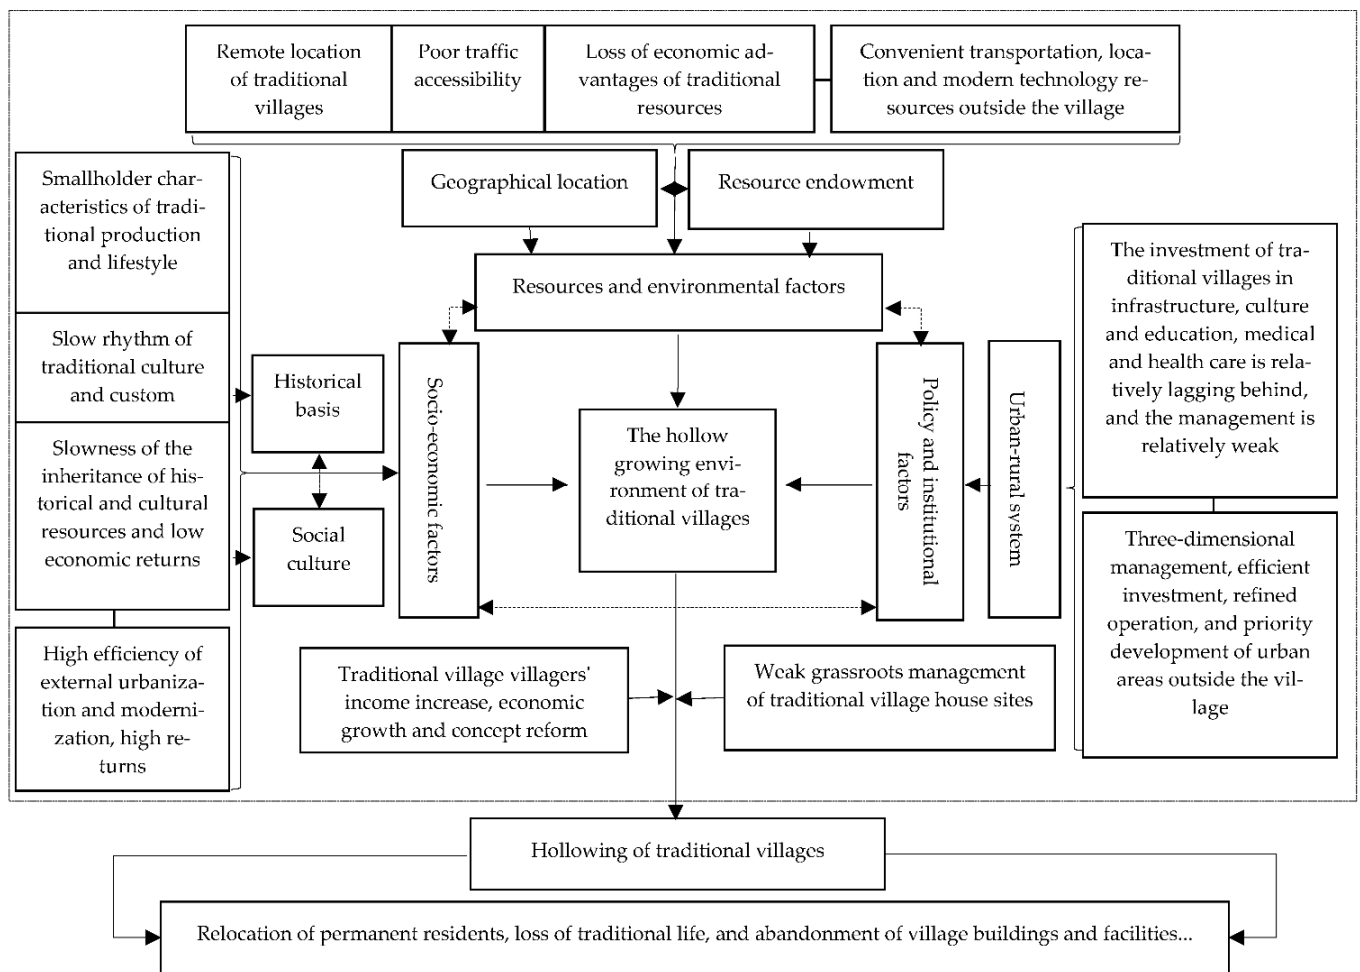 Remote location
of traditional
villages
Poor traffic
accessibility
Loss of economic ad-
vantages of traditional
resources
Convenient transportation, loca-
tion and modern technology re-
sources outside the village
Geographical location
Resource endowment
Resources and environmental factors
Smallholder char-
acteristics of tradi-
tional production
and lifestyle
Slow rhythm of
traditional culture
and custom
Slowness of the
inheritance of his-
torical and cultural
resources and low
economic returns
High efficiency of
external urbaniza-
tion and moderni-
zation, high re-
turns
Historical
basis
Social
culture
Socio-economic factors
The hollow
growing envi-
ronment of tra-
ditional villages
Policy and institutional
factors
Urban-rural system
The investment of tra-
ditional villages in
infrastructure, culture
and education, medical
and health care is rela-
tively lagging behind,
and the management is
relatively weak
Three-dimensional
management, efficient
investment, refined
operation, and priority
development of urban
areas outside the vil-
lage
Traditional village villagers'
income increase, economic
growth and concept reform
Weak grassroots management
of traditional village house sites
Hollowing of traditional villages
Relocation of permanent residents, loss of traditional life, and abandonment of village buildings and facilities...